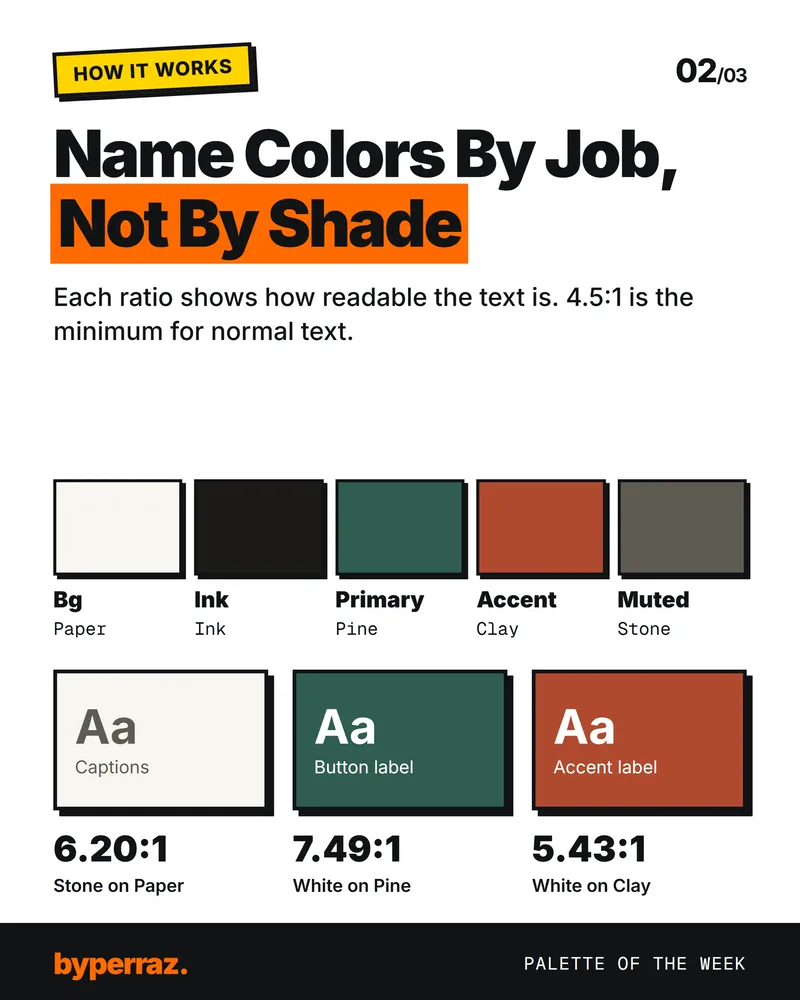 HOW IT WORKS
02/03
Name Colors By Job,
Not By Shade
Each ratio shows how readable the text is. 4.5:1 is the
minimum for normal text.
Bg
Paper
Ink
Ink
Primary
Pine
Accent
Clay
Muted
Stone
Aa
Captions
6.20:1
Stone on Paper
Aa
Button label
7.49:1
White on Pine
Aa
Accent label
5.43:1
White on Clay
byperraz.
PALETTE OF THE WEEK